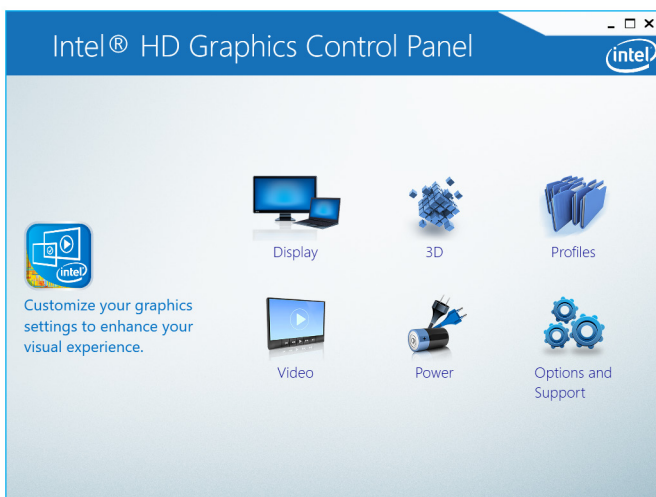 Intel® HD Graphics Control Panel
intel
Display
3D
Profiles
intel
Customize your graphics
settings to enhance your
visual experience.
Video
Power
Options and
Support